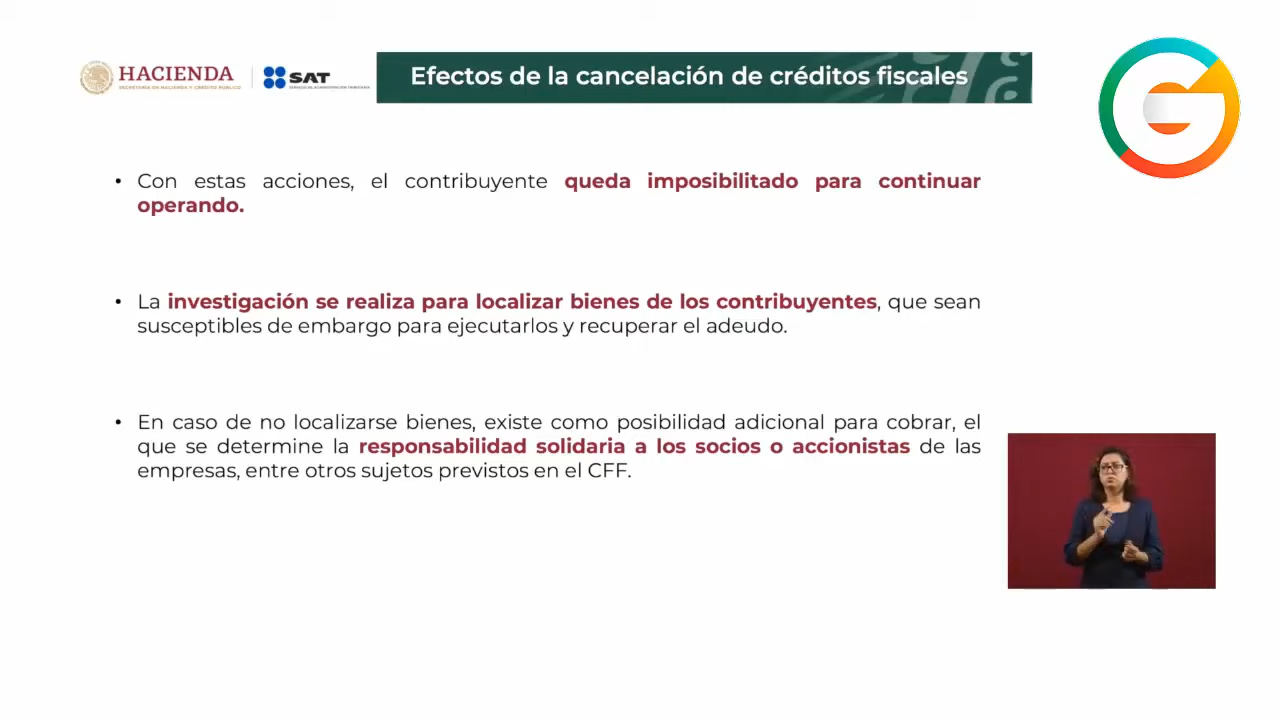 HACIENDA
SECRETARÍA DE HACIENDA Y CRÉDITO PÚBLICO
SAT
SERVICIO DE ADMINISTRACIÓN TRIBUTARIA
Efectos de la cancelación de créditos fiscales
• Con estas acciones, el contribuyente queda imposibilitado para continuar
operando.
• La investigación se realiza para localizar bienes de los contribuyentes, que sean
susceptibles de embargo para ejecutarlos y recuperar el adeudo.
• En caso de no localizarse bienes, existe como posibilidad adicional para cobrar, el
que se determine la responsabilidad solidaria a los socios o accionistas de las
empresas, entre otros sujetos previstos en el CFF.